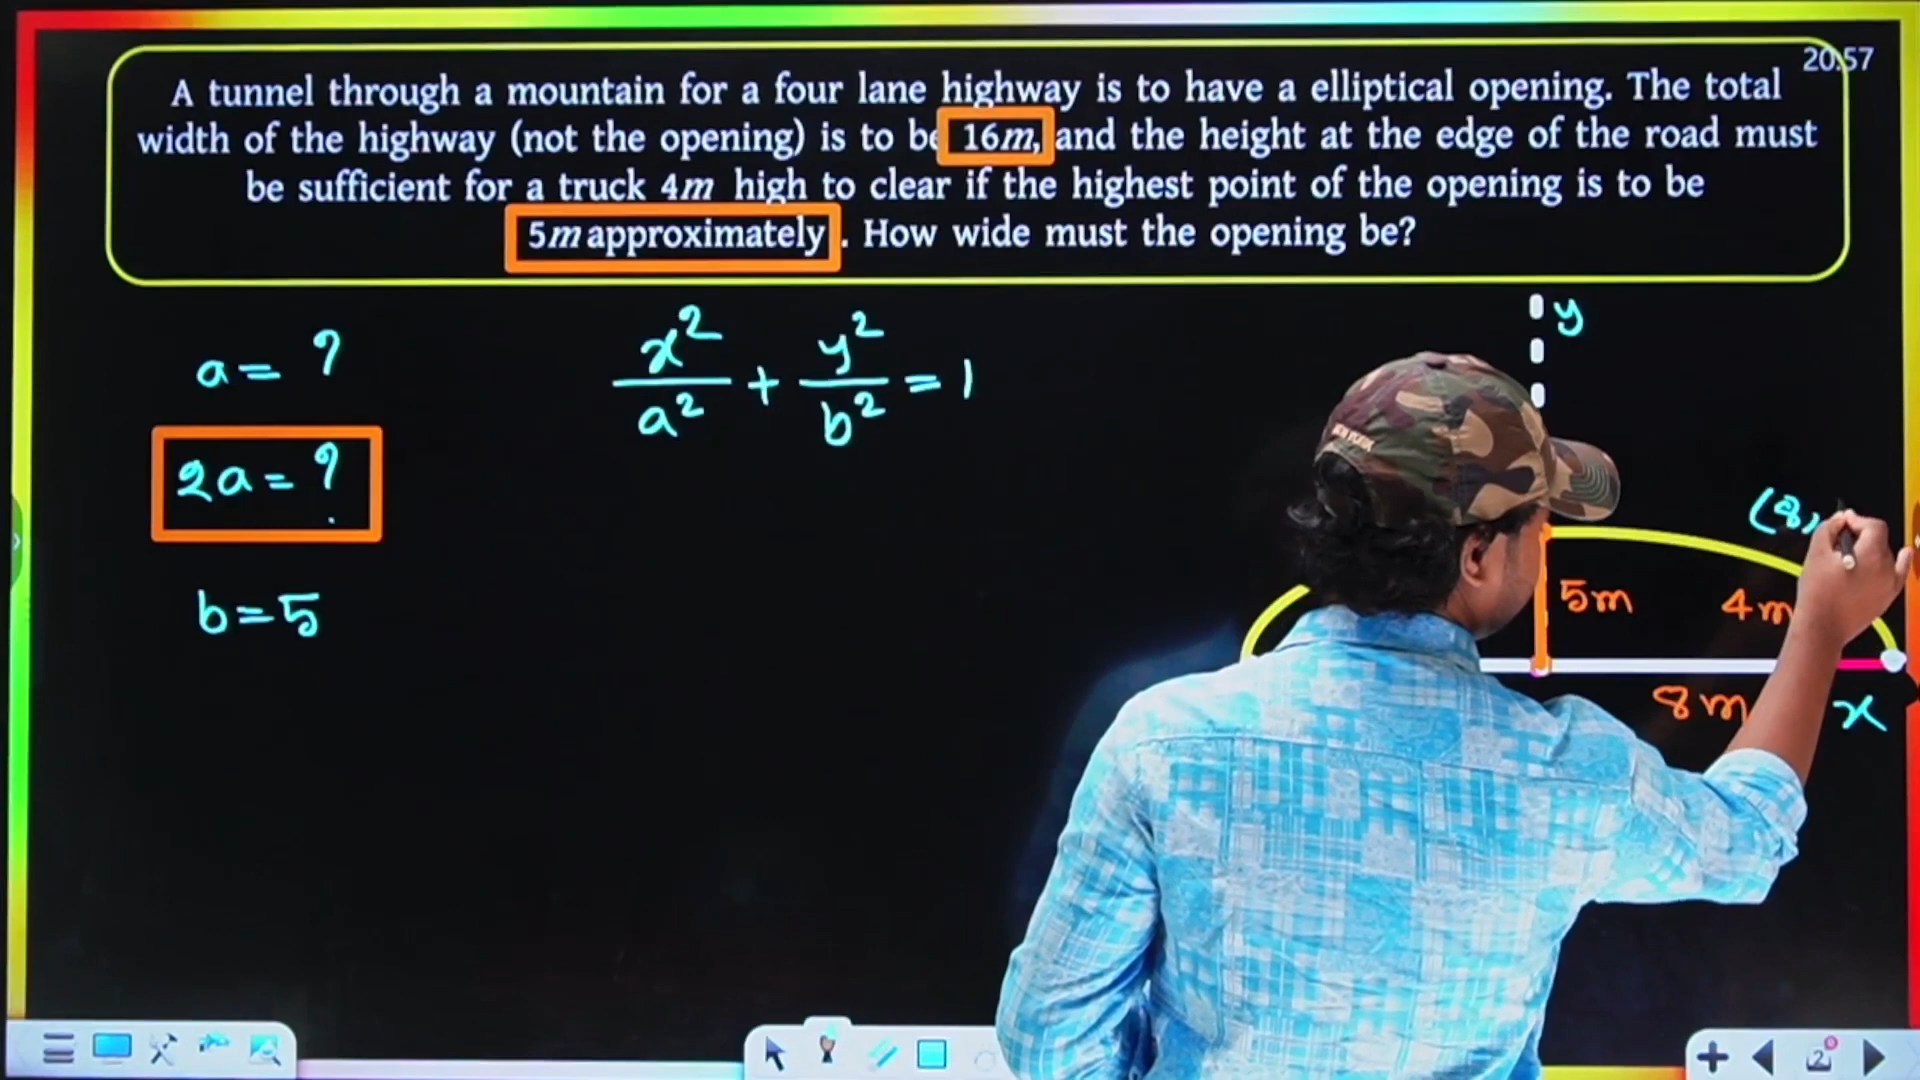 20:57
A tunnel through a mountain for a four lane highway is to have a elliptical opening. The total
width of the highway (not the opening) is to be 16m, and the height at the edge of the road must
be sufficient for a truck 4m high to clear if the highest point of the opening is to be
5m approximately . How wide must the opening be?
a = ?
2a = ?
b = 5
x²/a² + y²/b² = 1
y
(8,
5m 4m
8m x
2